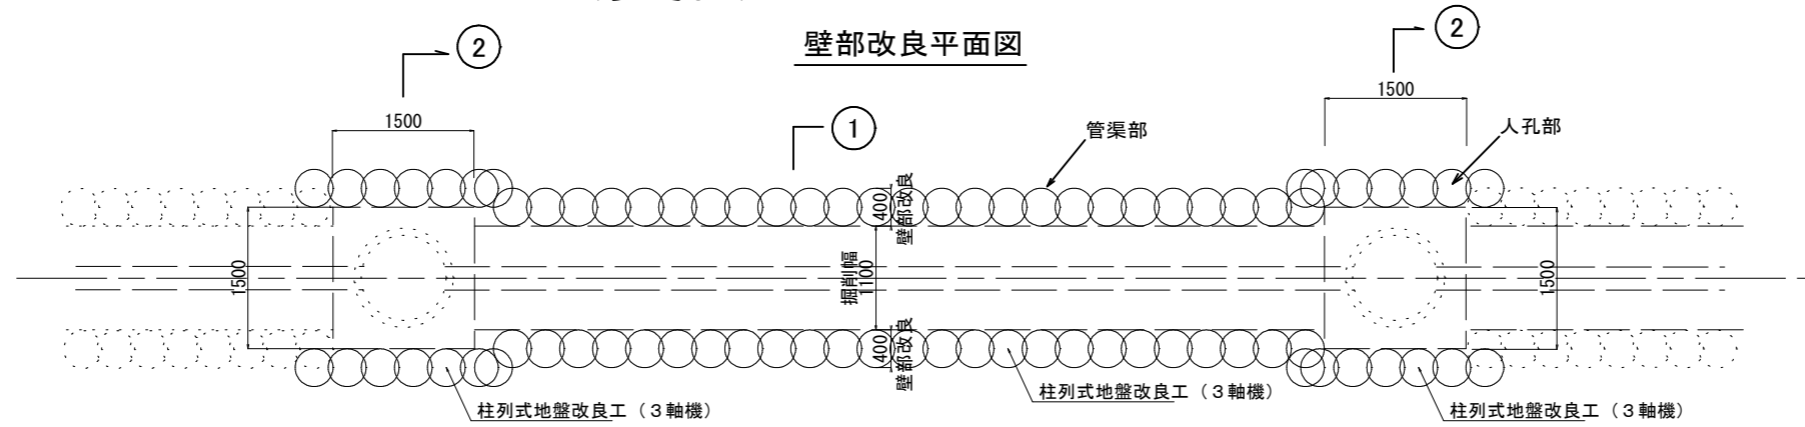 壁部改良平面図
②
②
1500
1500
①
管渠部
人孔部
400
壁部改良
1500
掘削幅
1100
1500
400
壁部改良
柱列式地盤改良工（３軸機）
柱列式地盤改良工（３軸機）
柱列式地盤改良工（３軸機）